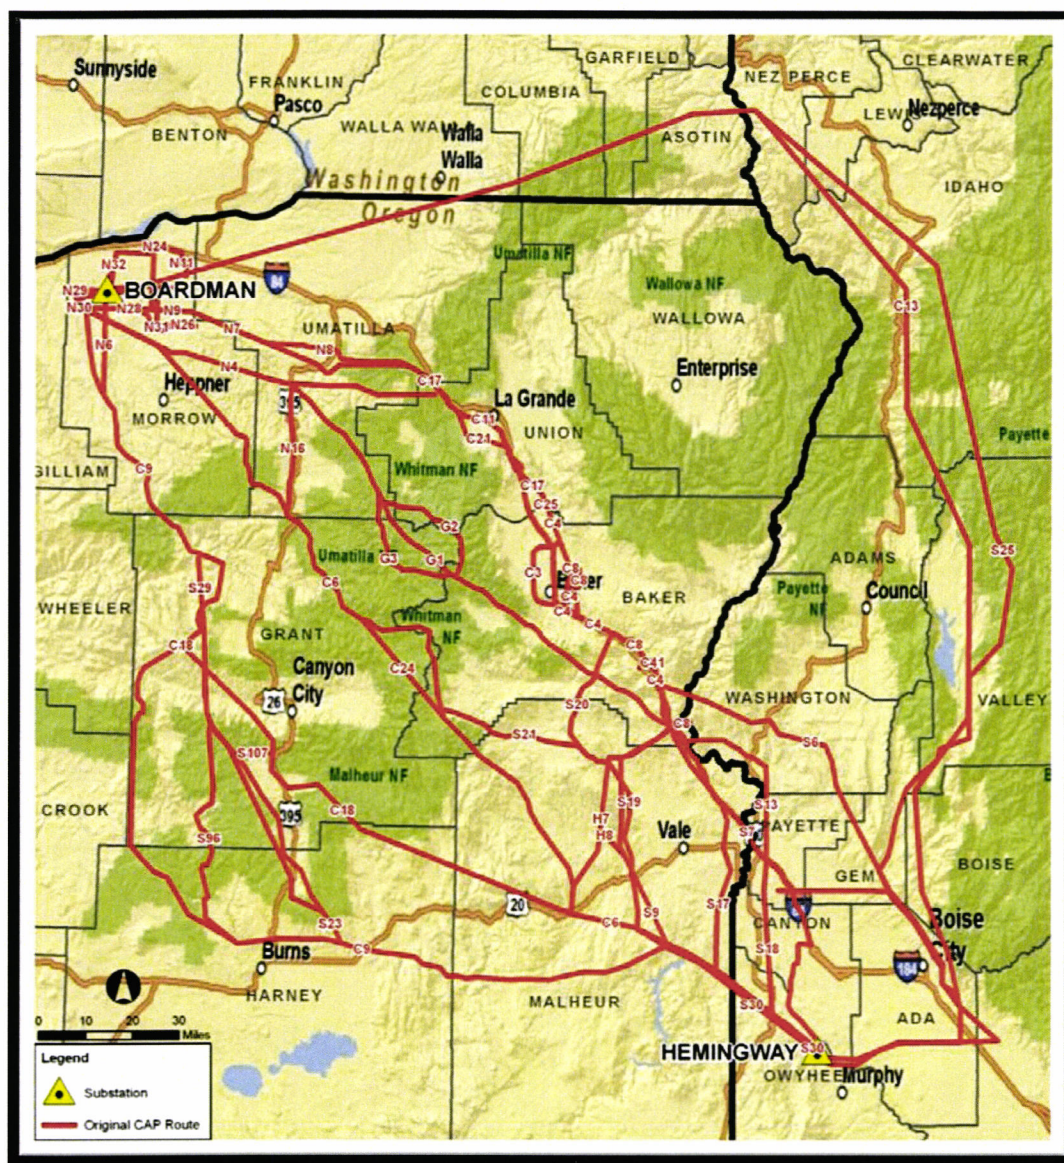 GARFIELD
CLEARWATER
Sunnyside
NEZ PERCE
FRANKLIN
COLUMBIA
Pasco
LEWIS
Nezperce
BENTON
WALLA WALLA
Walla
Walla
ASOTIN
Washington
Oregon
IDAHO
N24
N11
N32
Umatilla NF
Wallowa NF
84
N29
BOARDMAN
N30
N28
N9
N31
N26
C13
WALLOWA
N7
UMATILLA
N6
N8
N4
Heppner
C17
Enterprise
395
La Grande
MORROW
C11
UNION
C21
N16
Payette
GILLIAM
C9
Whitman NF
C17
C25
C4
G2
S25
Umatilla
G3
G1
ADAMS
S29
C6
C3
C8
C8
Baker
Payette
NF
Council
WHEELER
C4
C4
BAKER
Whitman
NF
C4
GRANT
C18
C8
Canyon
City
C24
C41
C4
WASHINGTON
VALLEY
26
S20
C8
S21
S6
S107
Malheur NF
CROOK
C18
S19
S13
395
H7
H8
Vale
S7
PAYETTE
S96
GEM
BOISE
20
S17
S23
C6
S9
CANYON
Boise
City
Burns
C9
S18
184
HARNEY
MALHEUR
S30
ADA
0 10 20 30
Miles
HEMINGWAY
S30
OWYHEE
Murphy
Legend
Substation
Original CAP Route